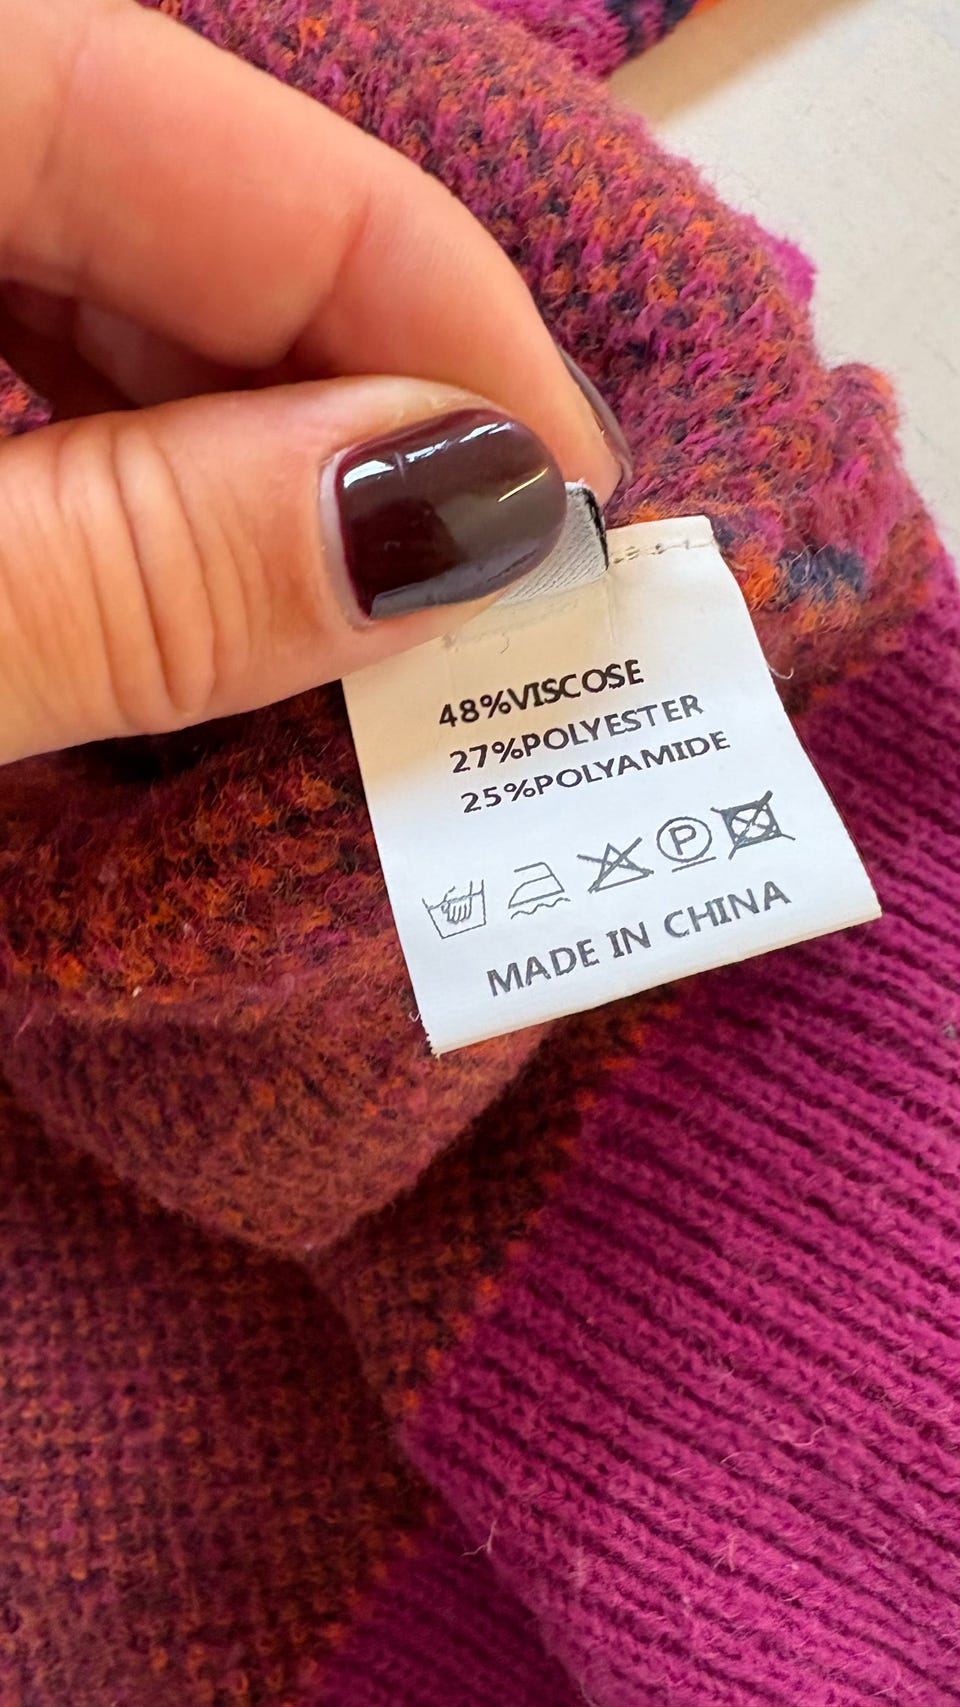 48%VISCOSE
27%POLYESTER
25%POLYAMIDE
P
MADE IN CHINA